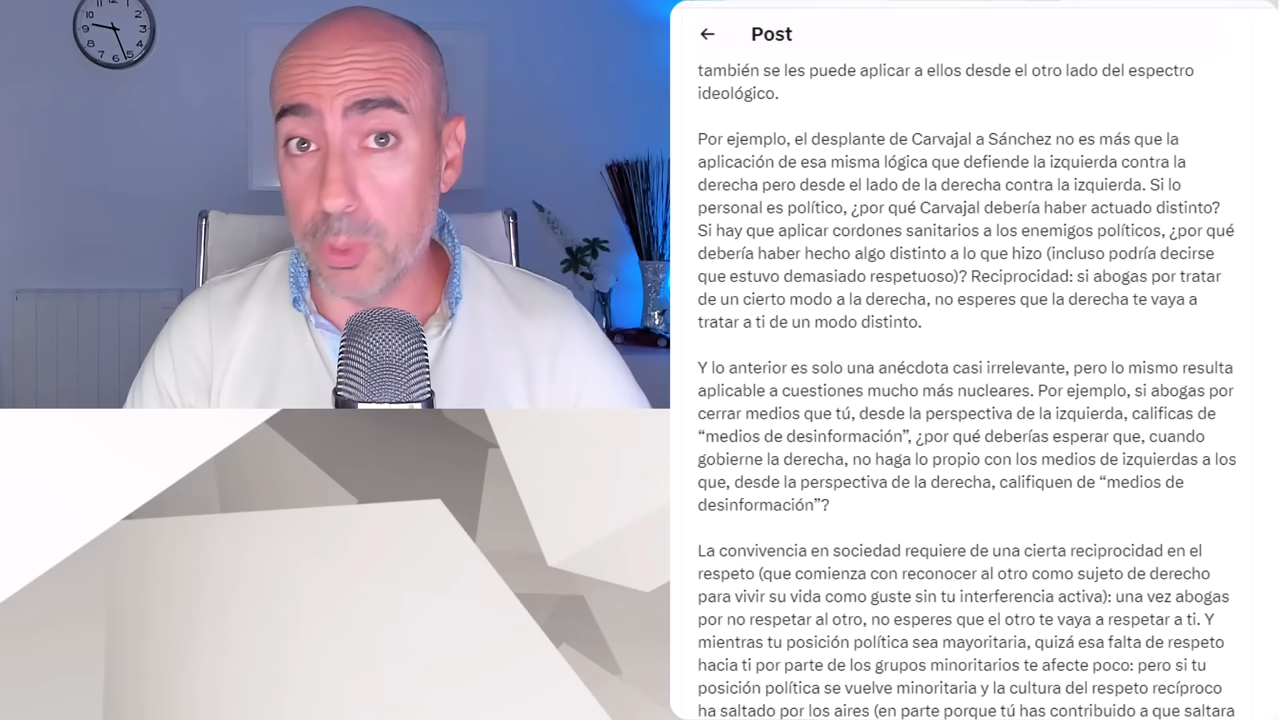 10
9
8
7
6
5
4
3
2
Post
también se les puede aplicar a ellos desde el otro lado del espectro
ideológico.
Por ejemplo, el desplante de Carvajal a Sánchez no es más que la
aplicación de esa misma lógica que defiende la izquierda contra la
derecha pero desde el lado de la derecha contra la izquierda. Si lo
personal es político, ¿por qué Carvajal debería haber actuado distinto?
Si hay que aplicar cordones sanitarios a los enemigos políticos, ¿por qué
debería haber hecho algo distinto a lo que hizo (incluso podría decirse
que estuvo demasiado respetuoso)? Reciprocidad: si abogas por tratar
de un cierto modo a la derecha, no esperes que la derecha te vaya a
tratar a ti de un modo distinto.
Y lo anterior es solo una anécdota casi irrelevante, pero lo mismo resulta
aplicable a cuestiones mucho más nucleares. Por ejemplo, si abogas por
cerrar medios que tú, desde la perspectiva de la izquierda, calificas de
“medios de desinformación”, ¿por qué deberías esperar que, cuando
gobierne la derecha, no haga lo propio con los medios de izquierdas a los
que, desde la perspectiva de la derecha, califiquen de “medios de
desinformación”?
La convivencia en sociedad requiere de una cierta reciprocidad en el
respeto (que comienza con reconocer al otro como sujeto de derecho
para vivir su vida como guste sin tu interferencia activa): una vez abogas
por no respetar al otro, no esperes que el otro te vaya a respetar a ti. Y
mientras tu posición política sea mayoritaria, quizá esa falta de respeto
hacia ti por parte de los grupos minoritarios te afecte poco: pero si tu
posición política se vuelve minoritaria y la cultura del respeto recíproco
ha saltado por los aires (en parte porque tú has contribuido a que saltara